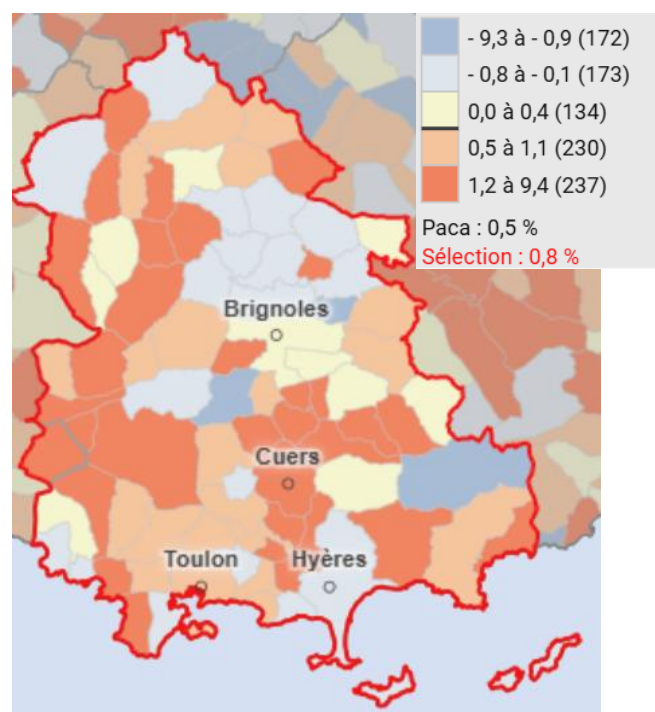 - 9,3 à - 0,9 (172)
- 0,8 à - 0,1 (173)
0,0 à 0,4 (134)
0,5 à 1,1 (230)
1,2 à 9,4 (237)
Paca : 0,5 %
Sélection : 0,8 %
Brignoles
Cuers
Toulon
Hyères